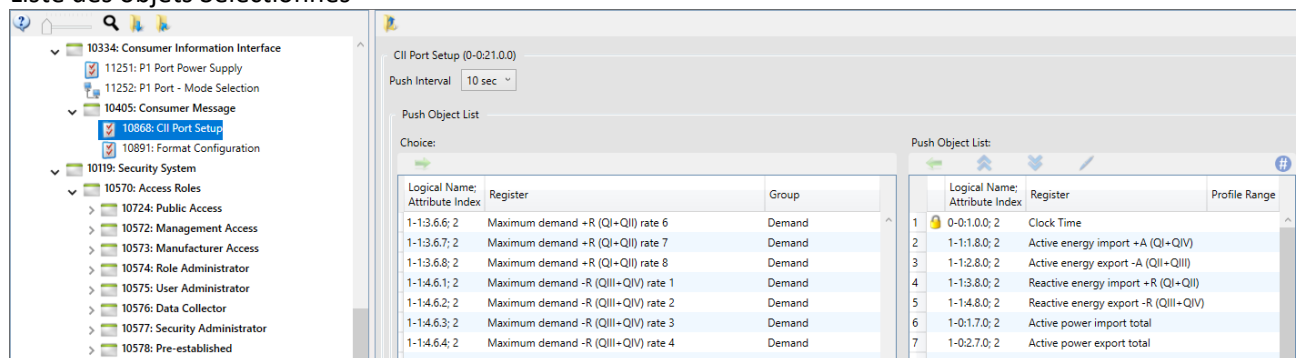 Liste des objets sélectionnés
10334: Consumer Information Interface
11251: P1 Port Power Supply
11252: P1 Port - Mode Selection
10405: Consumer Message
10868: CII Port Setup
10891: Format Configuration
10119: Security System
10570: Access Roles
10724: Public Access
10572: Management Access
10573: Manufacturer Access
10574: Role Administrator
10575: User Administrator
10576: Data Collector
10577: Security Administrator
10578: Pre-established
CII Port Setup (0-0:21.0.0)
Push Interval 10 sec
Push Object List
Choice:
Logical Name; Attribute Index Register Group
1-1:3.6.6; 2 Maximum demand +R (QI+QII) rate 6 Demand
1-1:3.6.7; 2 Maximum demand +R (QI+QII) rate 7 Demand
1-1:3.6.8; 2 Maximum demand +R (QI+QII) rate 8 Demand
1-1:4.6.1; 2 Maximum demand -R (QIII+QIV) rate 1 Demand
1-1:4.6.2; 2 Maximum demand -R (QIII+QIV) rate 2 Demand
1-1:4.6.3; 2 Maximum demand -R (QIII+QIV) rate 3 Demand
1-1:4.6.4; 2 Maximum demand -R (QIII+QIV) rate 4 Demand
Push Object List:
Logical Name; Attribute Index Register Profile Range
1 0-0:1.0.0; 2 Clock Time
2 1-1:1.8.0; 2 Active energy import +A (QI+QIV)
3 1-1:2.8.0; 2 Active energy export -A (QII+QIII)
4 1-1:3.8.0; 2 Reactive energy import +R (QI+QII)
5 1-1:4.8.0; 2 Reactive energy export -R (QIII+QIV)
6 1-0:1.7.0; 2 Active power import total
7 1-0:2.7.0; 2 Active power export total